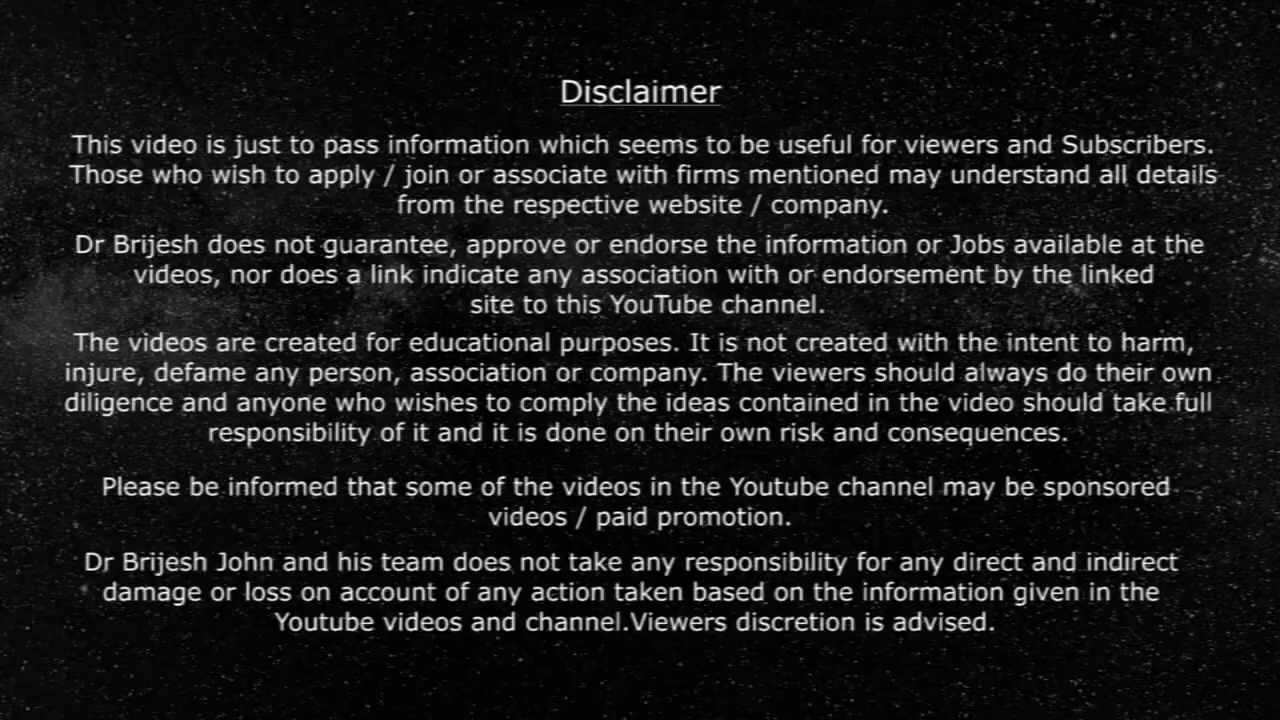 Disclaimer
This video is just to pass information which seems to be useful for viewers and Subscribers.
Those who wish to apply / join or associate with firms mentioned may understand all details
from the respective website / company.
Dr Brijesh does not guarantee, approve or endorse the information or Jobs available at the
videos, nor does a link indicate any association with or endorsement by the linked
site to this YouTube channel.
The videos are created for educational purposes. It is not created with the intent to harm,
injure, defame any person, association or company. The viewers should always do their own
diligence and anyone who wishes to comply the ideas contained in the video should take full
responsibility of it and it is done on their own risk and consequences.
Please be informed that some of the videos in the Youtube channel may be sponsored
videos / paid promotion.
Dr Brijesh John and his team does not take any responsibility for any direct and indirect
damage or loss on account of any action taken based on the information given in the
Youtube videos and channel.Viewers discretion is advised.